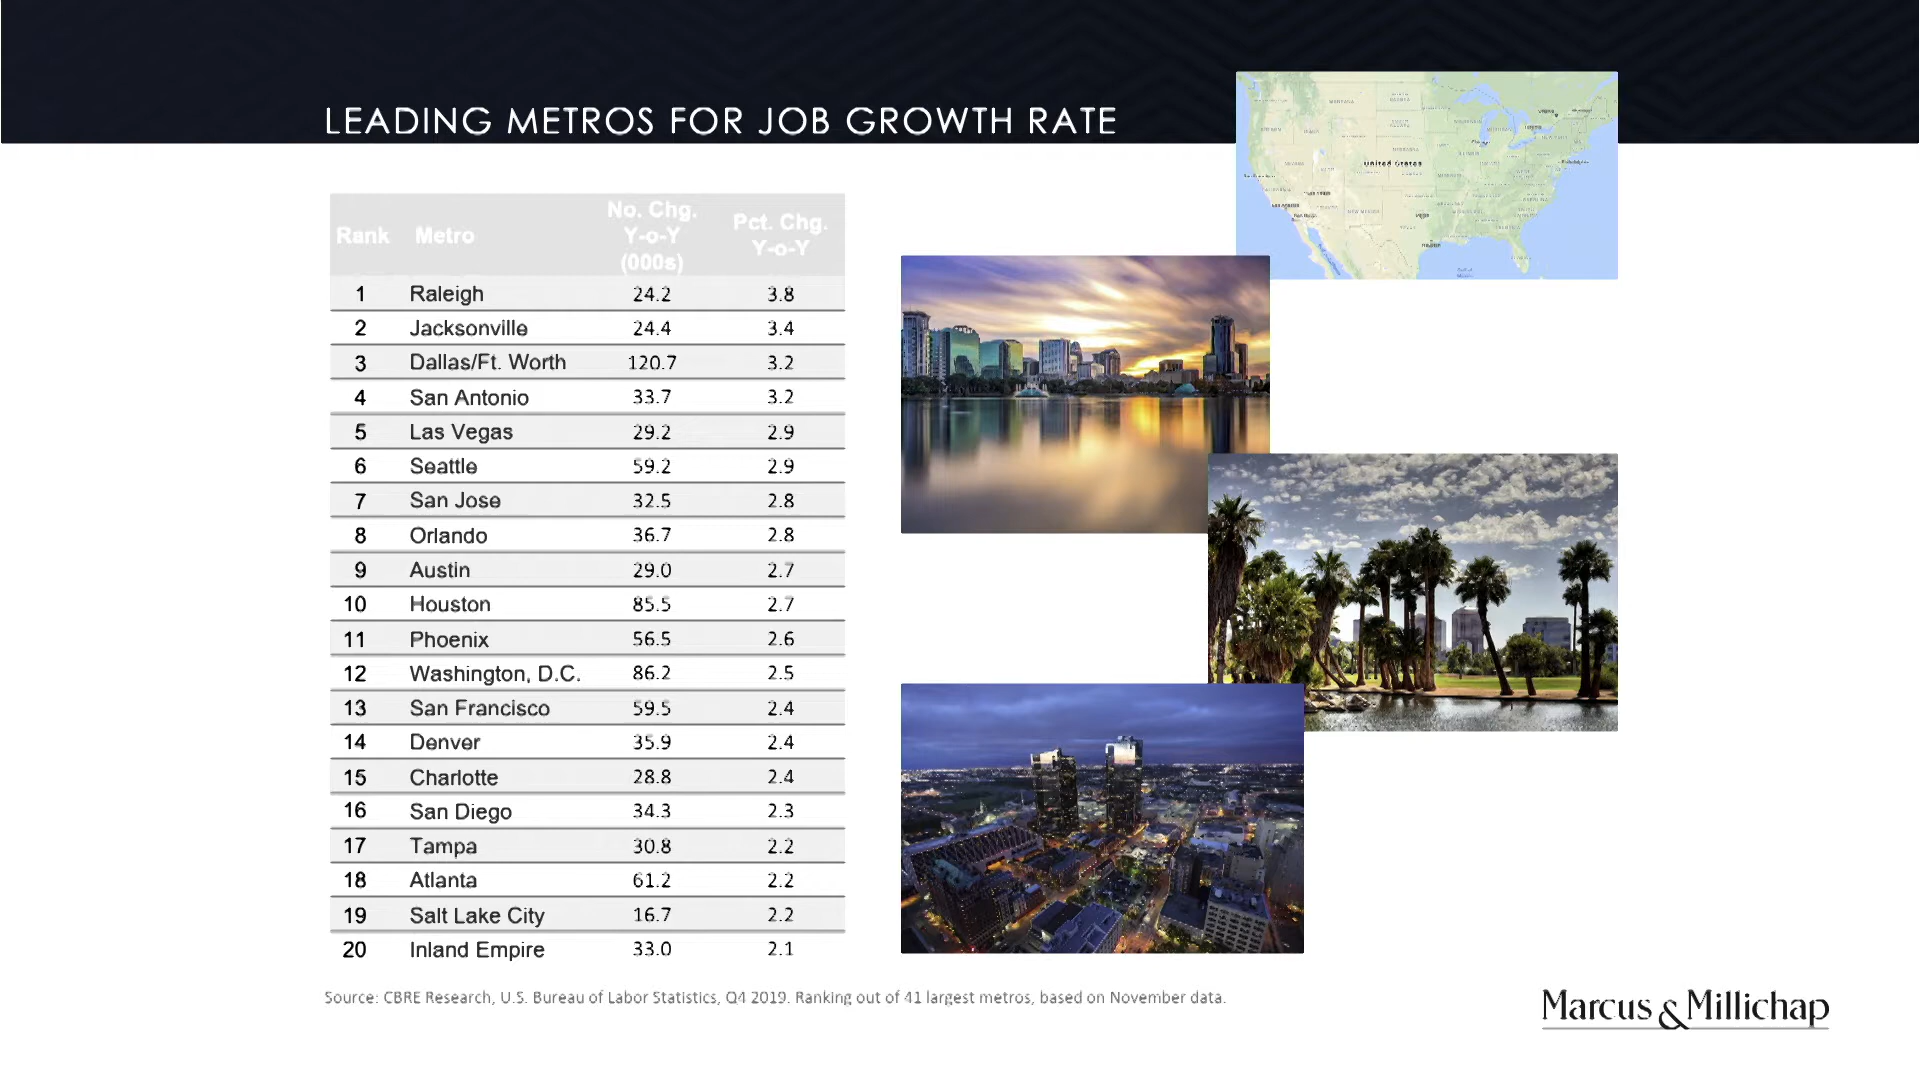 LEADING METROS FOR JOB GROWTH RATE
Rank Metro No. Chg. Y-o-Y (000s) Pct. Chg. Y-o-Y
1 Raleigh 24.2 3.8
2 Jacksonville 24.4 3.4
3 Dallas/Ft. Worth 120.7 3.2
4 San Antonio 33.7 3.2
5 Las Vegas 29.2 2.9
6 Seattle 59.2 2.9
7 San Jose 32.5 2.8
8 Orlando 36.7 2.8
9 Austin 29.0 2.7
10 Houston 85.5 2.7
11 Phoenix 56.5 2.6
12 Washington, D.C. 86.2 2.5
13 San Francisco 59.5 2.4
14 Denver 35.9 2.4
15 Charlotte 28.8 2.4
16 San Diego 34.3 2.3
17 Tampa 30.8 2.2
18 Atlanta 61.2 2.2
19 Salt Lake City 16.7 2.2
20 Inland Empire 33.0 2.1
United States
Source: CBRE Research, U.S. Bureau of Labor Statistics, Q4 2019. Ranking out of 41 largest metros, based on November data.
Marcus & Millichap